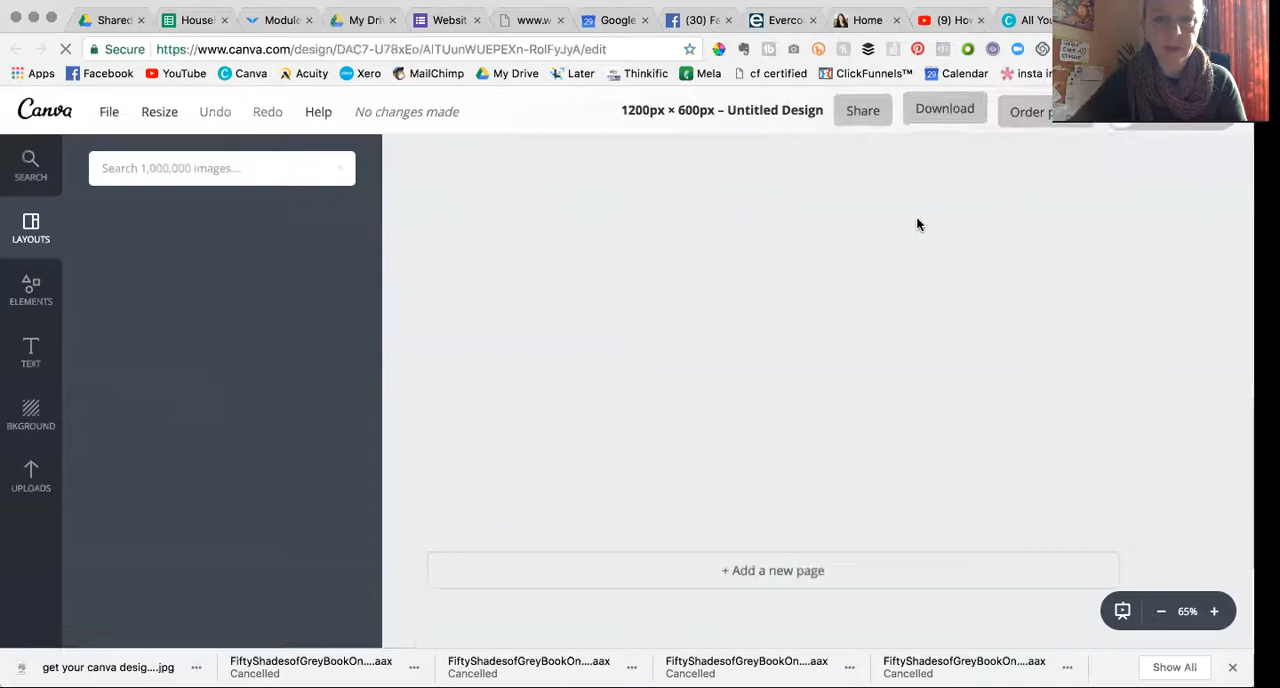 Shared
Househ
Module
My Driv
Websit
www.w
Google
(30) Fa
Everco
Home
(9) Hov
All You
Secure
https://www.canva.com/design/DAC7-U78xEo/AlTUunWUEPEXn-RoIFyJyA/edit
Apps
Facebook
YouTube
Canva
Acuity
Xero
MailChimp
My Drive
Later
Thinkific
Mela
cf certified
ClickFunnels™
Calendar
insta in
Canva
File
Resize
Undo
Redo
Help
No changes made
1200px × 600px – Untitled Design
Share
Download
Order p
SEARCH
Search 1,000,000 images...
LAYOUTS
ELEMENTS
TEXT
BKGROUND
UPLOADS
+ Add a new page
65%
get your canva desig....jpg
FiftyShadesofGreyBookOn....aax
Cancelled
FiftyShadesofGreyBookOn....aax
Cancelled
FiftyShadesofGreyBookOn....aax
Cancelled
FiftyShadesofGreyBookOn....aax
Cancelled
Show All